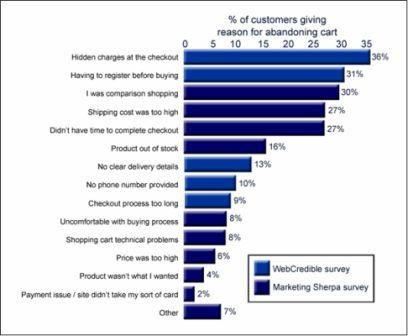 % of customers giving
reason for abandoning cart
0 5 10 15 20 25 30 35
Hidden charges at the checkout 36%
Having to register before buying 31%
I was comparison shopping 30%
Shipping cost was too high 27%
Didn't have time to complete checkout 27%
Product out of stock 16%
No clear delivery details 13%
No phone number provided 10%
Checkout process too long 9%
Uncomfortable with buying process 8%
Shopping cart technical problems 8%
Price was too high 6%
Product wasn't what I wanted 4%
Payment issue / site didn't take my sort of card 2%
Other 7%
WebCredible survey
Marketing Sherpa survey